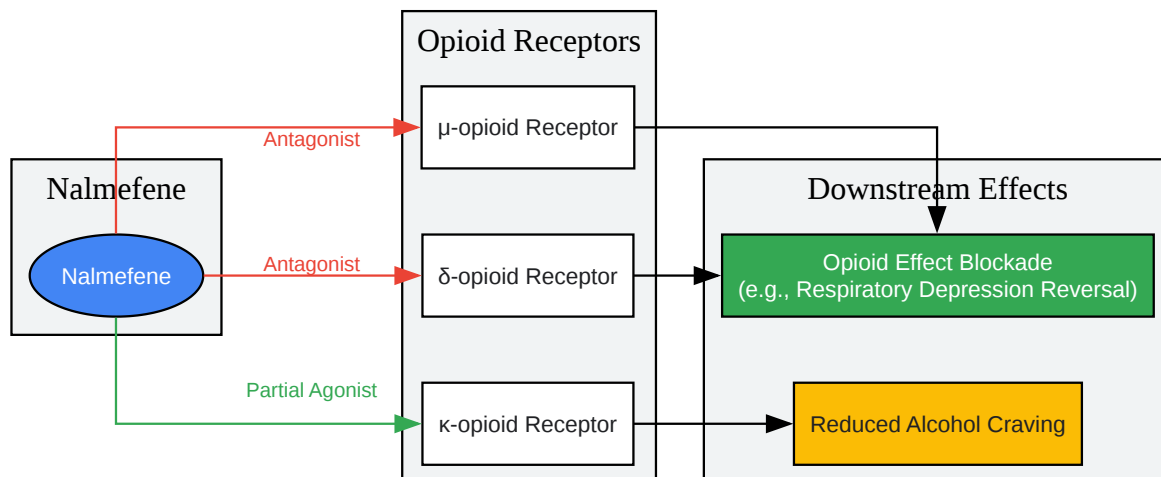 Opioid Receptors
μ-opioid Receptor
Antagonist
Nalmefene
Downstream Effects
Nalmefene
Antagonist
δ-opioid Receptor
Opioid Effect Blockade
(e.g., Respiratory Depression Reversal)
Partial Agonist
κ-opioid Receptor
Reduced Alcohol Craving